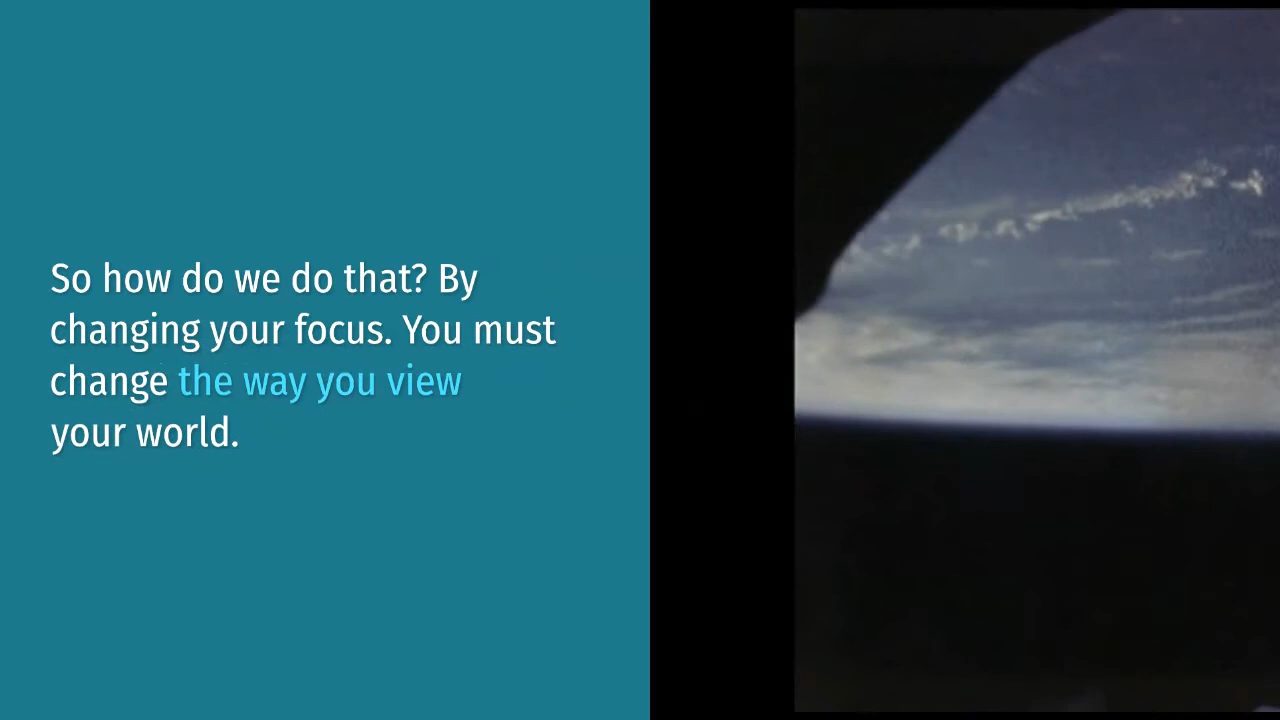 So how do we do that? By
changing your focus. You must
change the way you view
your world.